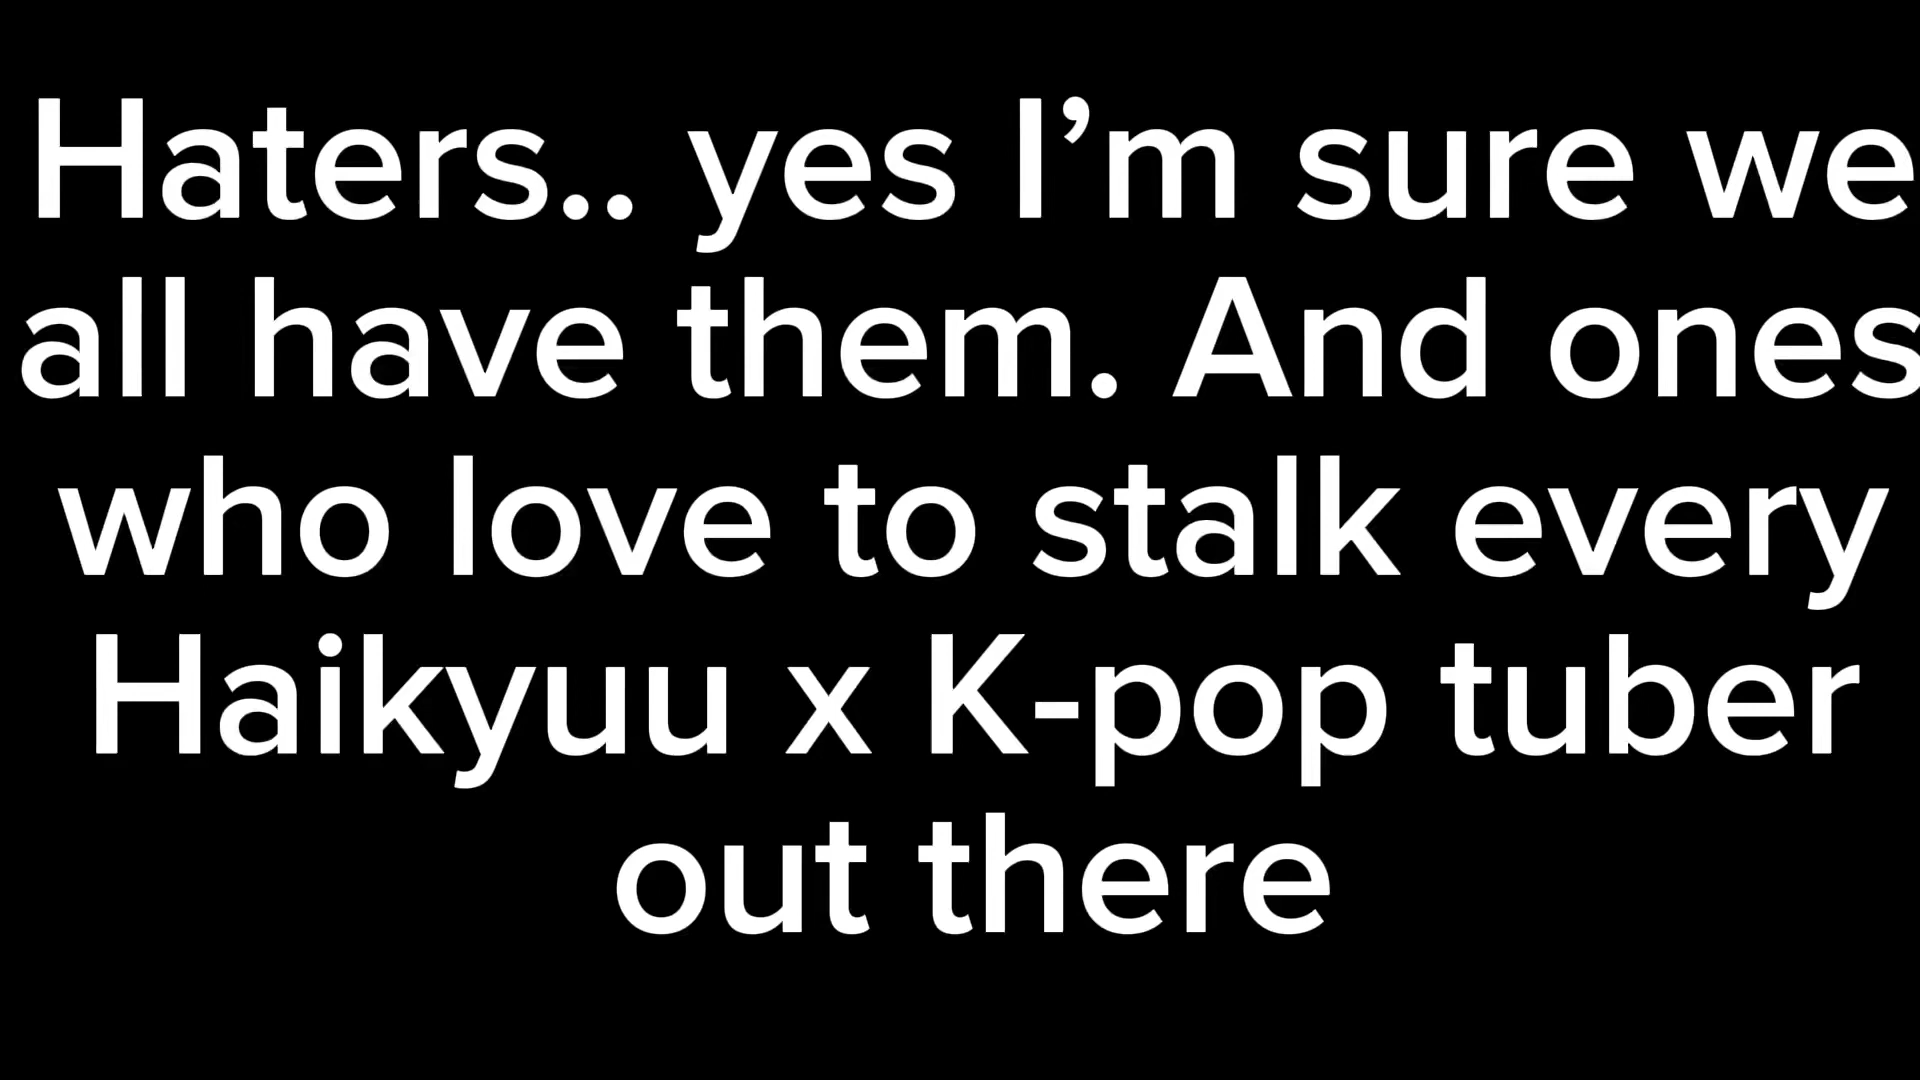 Haters.. yes I’m sure we
all have them. And ones
who love to stalk every
Haikyuu x K-pop tuber
out there